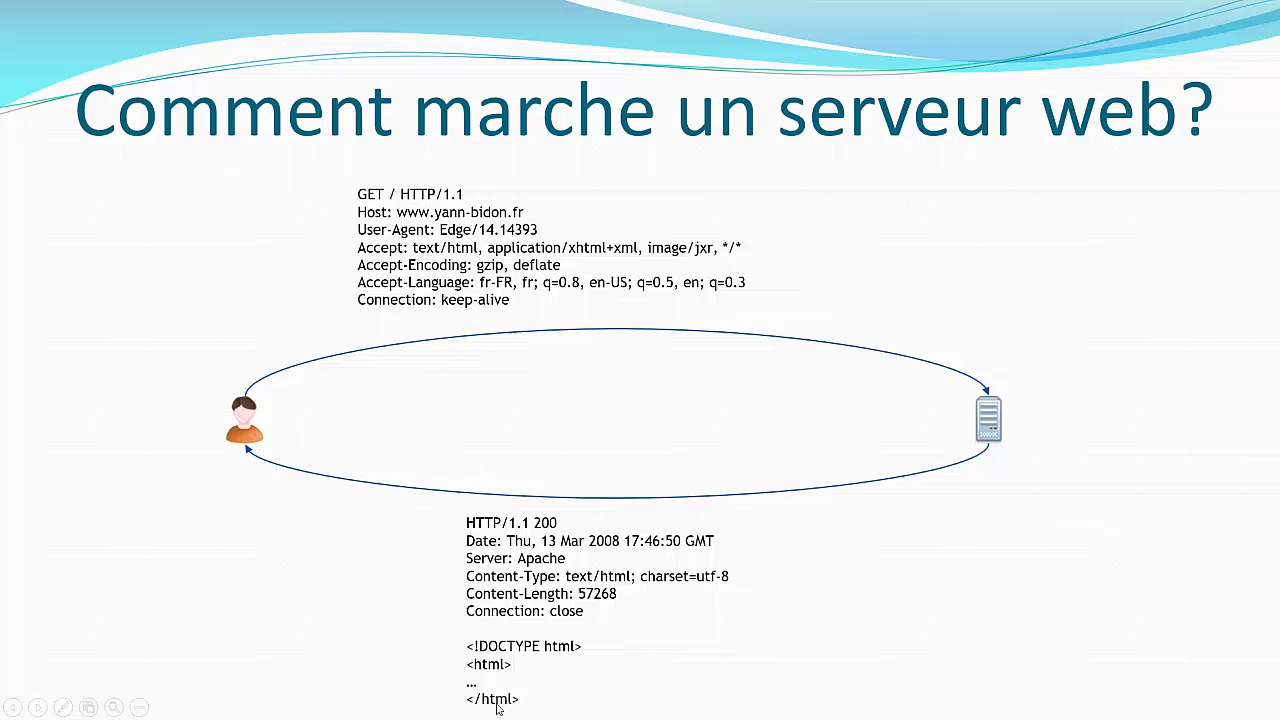 Comment marche un serveur web?
GET / HTTP/1.1
Host: www.yann-bidon.fr
User-Agent: Edge/14.14393
Accept: text/html, application/xhtml+xml, image/jxr, */*
Accept-Encoding: gzip, deflate
Accept-Language: fr-FR, fr; q=0.8, en-US; q=0.5, en; q=0.3
Connection: keep-alive
HTTP/1.1 200
Date: Thu, 13 Mar 2008 17:46:50 GMT
Server: Apache
Content-Type: text/html; charset=utf-8
Content-Length: 57268
Connection: close
<!DOCTYPE html>
<html>
...
</html>